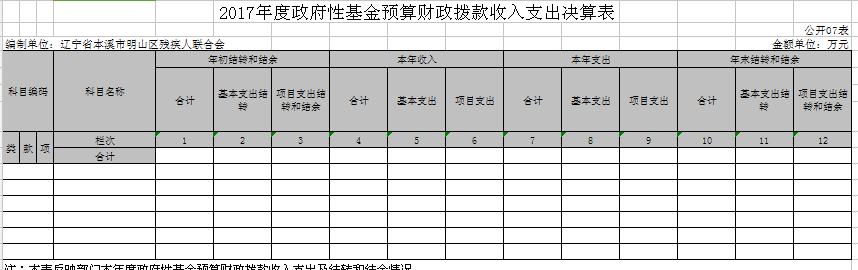 2017年度政府性基金预算财政拨款收入支出决算表
公开07表
编制单位：辽宁省本溪市明山区残疾人联合会 金额单位：万元
科目编码 科目名称 年初结转和结余 本年收入 本年支出 年末结转和结余
合计 基本支出结转 项目支出结转和结余 合计 基本支出 项目支出 合计 基本支出 项目支出 合计 基本支出结转 项目支出结转和结余
类 款 项 栏次 1 2 3 4 5 6 7 8 9 10 11 12
合计
注：本表反映部门本年度政府性基金预算财政拨款收入支出及结转和结余情况